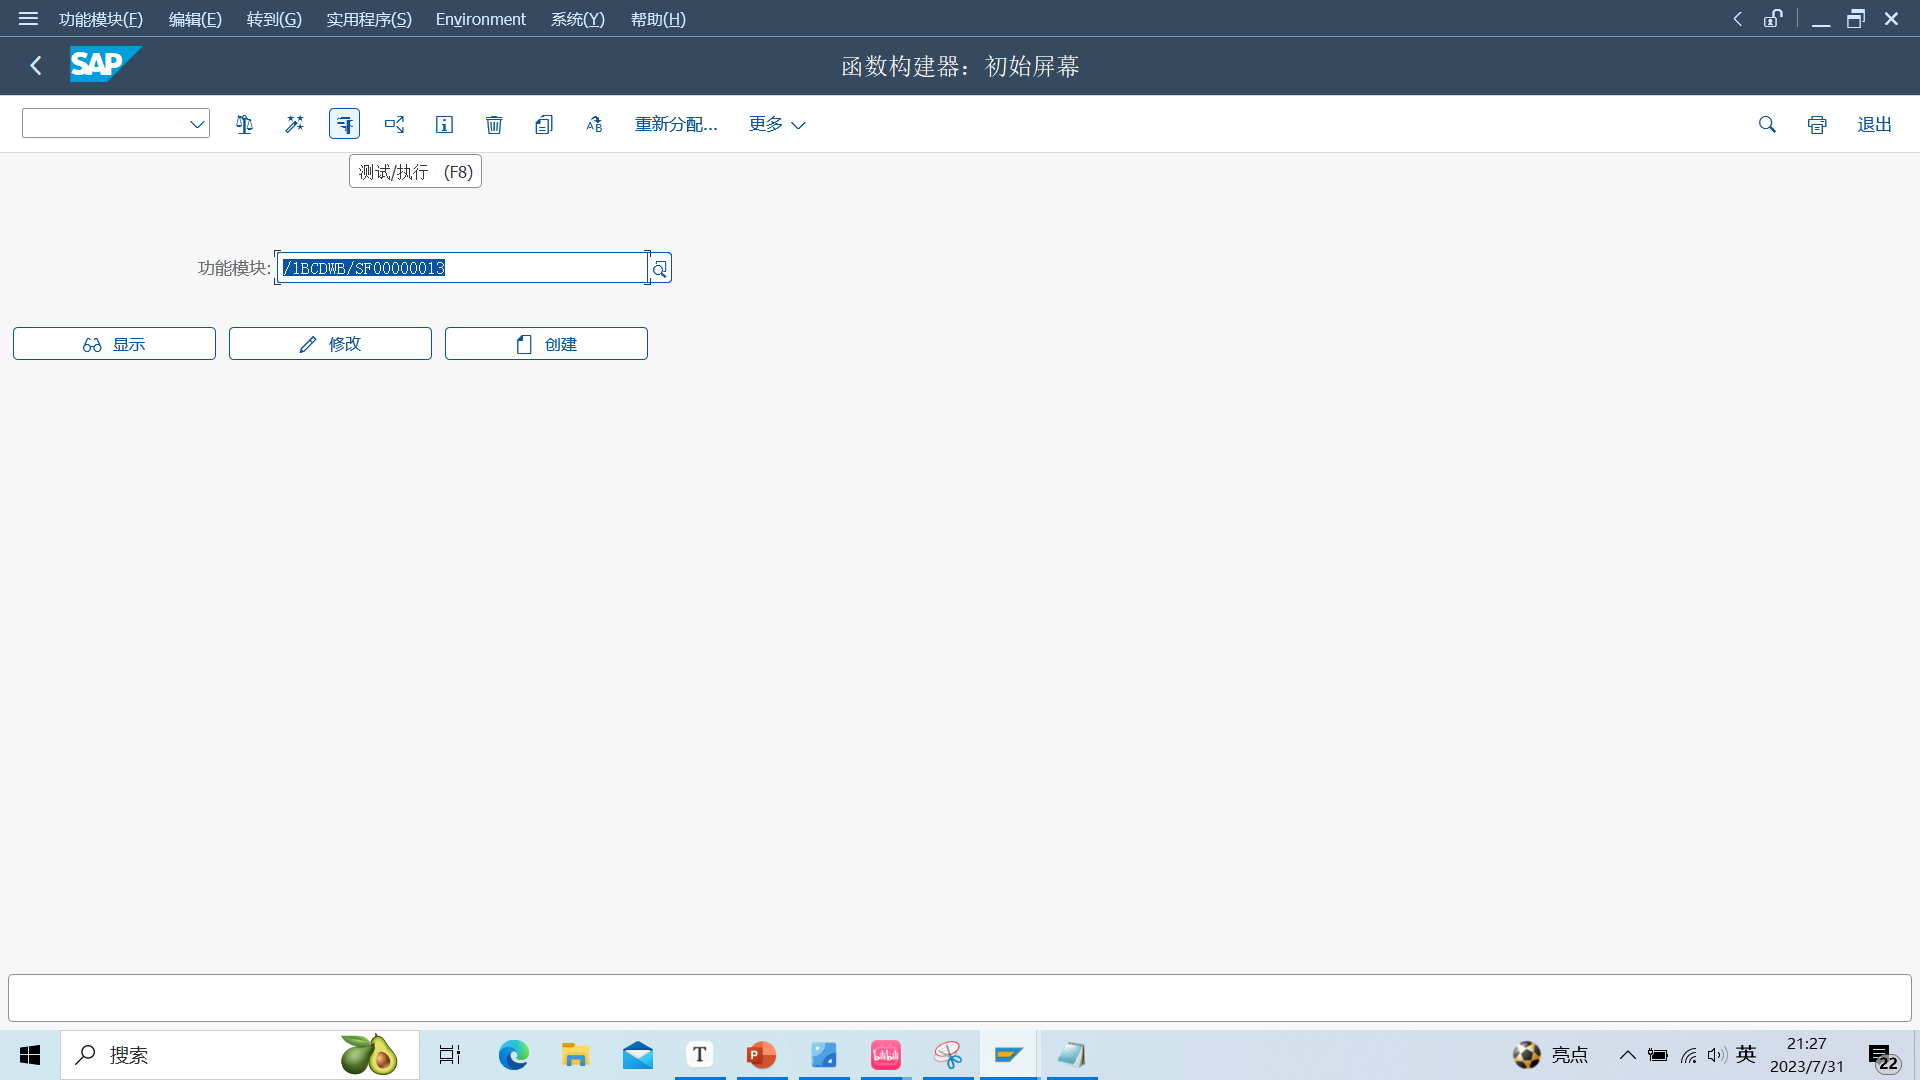 功能模块(F) 编辑(E) 转到(G) 实用程序(S) Environment 系统(Y) 帮助(H)
SAP 函数构建器：初始屏幕
重新分配... 更多 退出
测试/执行 (F8)
功能模块: /1BCDWB/SF00000013
显示 修改 创建
搜索 T P bilibili 亮点 英 21:27
2023/7/31 22